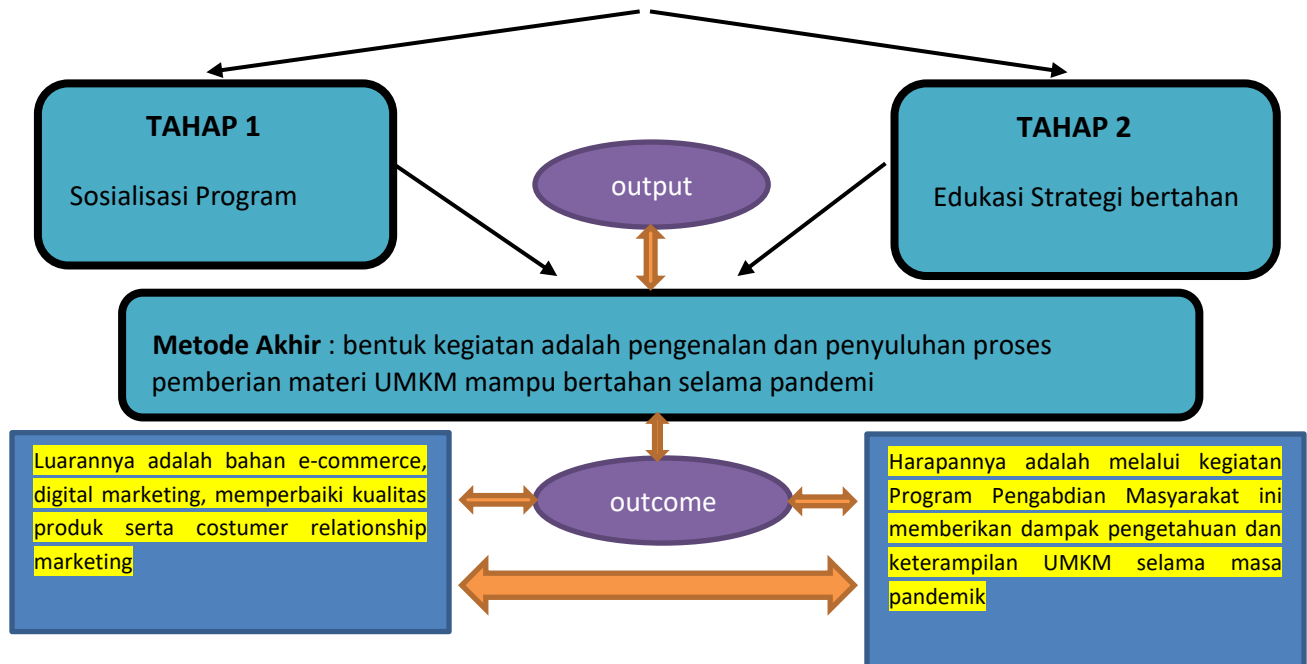 TAHAP 1
Sosialisasi Program
TAHAP 2
Edukasi Strategi bertahan
output
Metode Akhir : bentuk kegiatan adalah pengenalan dan penyuluhan proses
pemberian materi UMKM mampu bertahan selama pandemi
Luarannya adalah bahan e-commerce,
digital marketing, memperbaiki kualitas
produk serta costumer relationship
marketing
outcome
Harapannya adalah melalui kegiatan
Program Pengabdian Masyarakat ini
memberikan dampak pengetahuan dan
keterampilan UMKM selama masa
pandemik